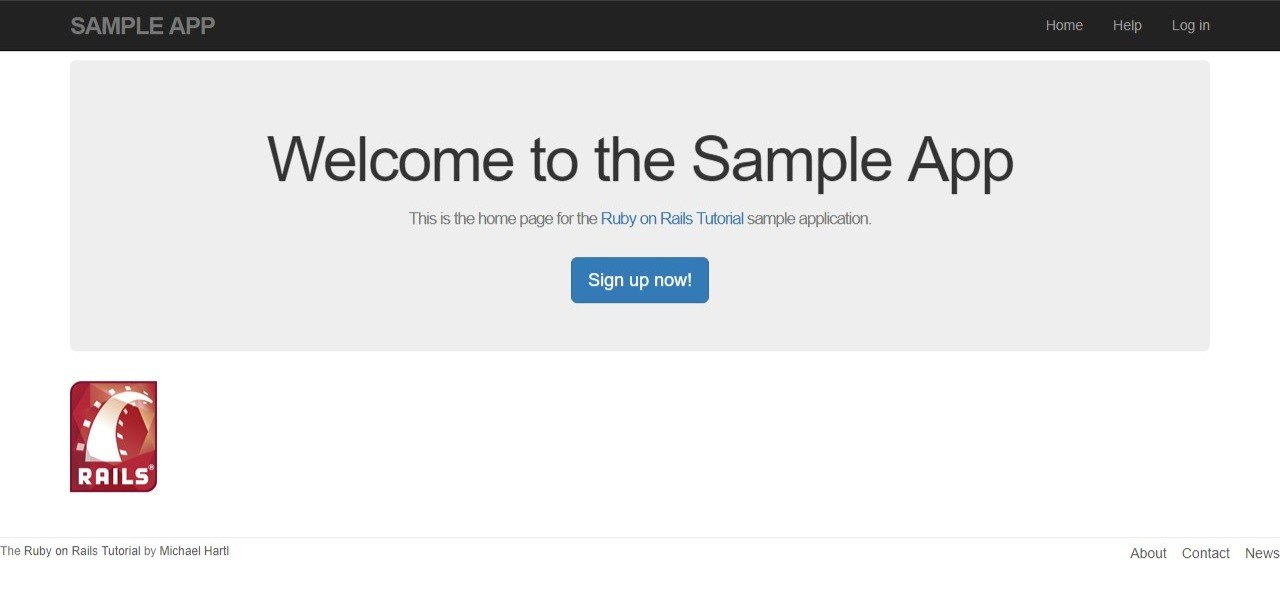 SAMPLE APP Home Help Log in
Welcome to the Sample App
This is the home page for the Ruby on Rails Tutorial sample application.
Sign up now!
RAILS®
The Ruby on Rails Tutorial by Michael Hartl About Contact News